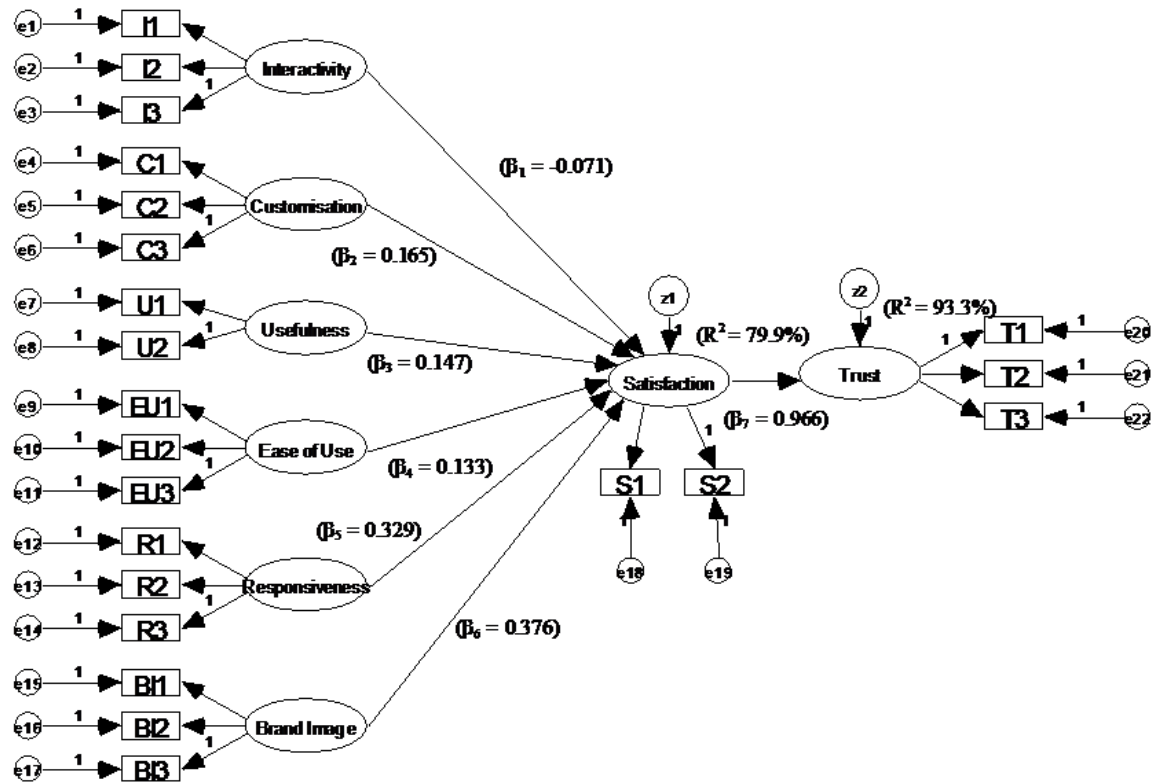 e1 1 I1
e2 1 I2
e3 1 I3
1
Interactivity
e4 1 C1
e5 1 C2
e6 1 C3
1
Customisation
e7 1 U1
e8 1 U2
1
Usefulness
e9 1 EU1
e10 1 EU2
e11 1 EU3
1
Ease of Use
e12 1 R1
e13 1 R2
e14 1 R3
1
Responsiveness
e15 1 BI1
e16 1 BI2
e17 1 BI3
1
Brand Image
(β₁ = -0.071)
(β₂ = 0.165)
(β₃ = 0.147)
(β₄ = 0.133)
(β₅ = 0.329)
(β₆ = 0.376)
z1
1
(R² = 79.9%)
Satisfaction
1
S1 S2
1 1
e18 e19
(β₇ = 0.966)
z2
1
(R² = 93.3%)
Trust
1
T1 1 e20
T2 1 e21
T3 1 e22